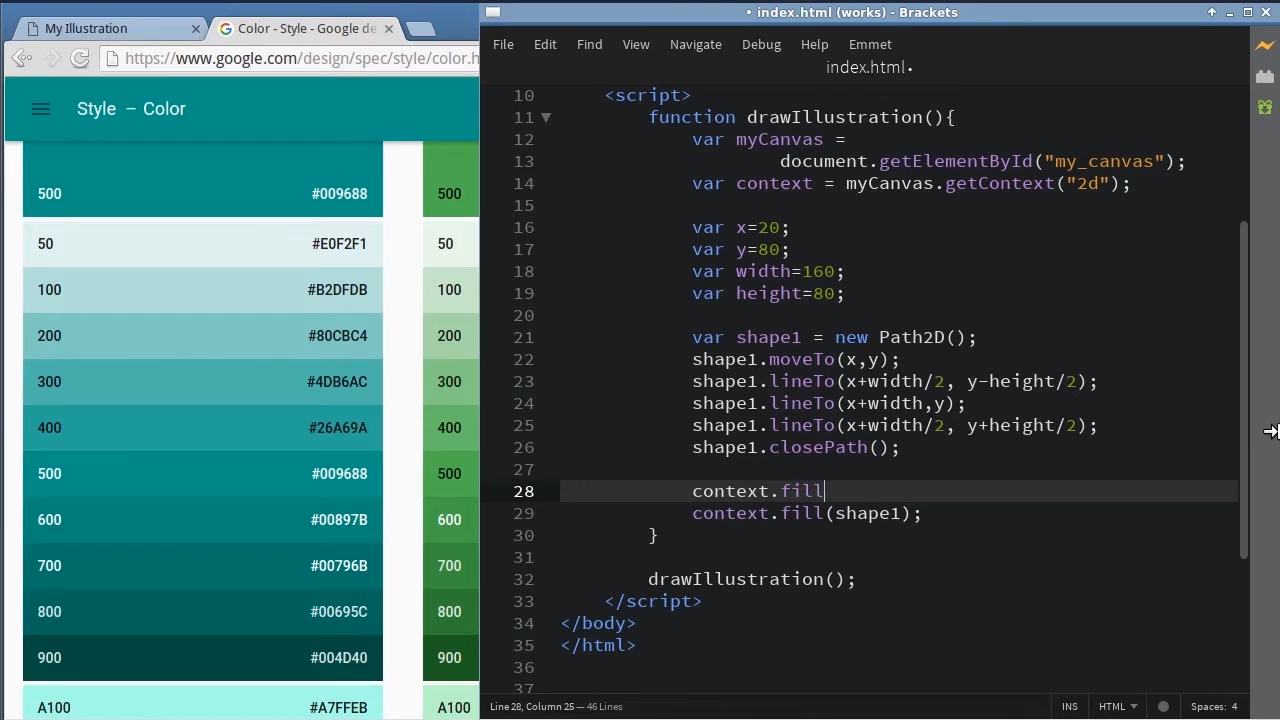 My Illustration
Color - Style - Google de
https://www.google.com/design/spec/style/color.h
Style – Color
500 #009688
50 #E0F2F1
100 #B2DFDB
200 #80CBC4
300 #4DB6AC
400 #26A69A
500 #009688
600 #00897B
700 #00796B
800 #00695C
900 #004D40
A100 #A7FFEB
500
50
100
200
300
400
500
600
700
800
900
A100
• index.html (works) - Brackets
File Edit Find View Navigate Debug Help Emmet
index.html•
10 <script>
11 function drawIllustration(){
12 var myCanvas =
13 document.getElementById("my_canvas");
14 var context = myCanvas.getContext("2d");
15
16 var x=20;
17 var y=80;
18 var width=160;
19 var height=80;
20
21 var shape1 = new Path2D();
22 shape1.moveTo(x,y);
23 shape1.lineTo(x+width/2, y-height/2);
24 shape1.lineTo(x+width,y);
25 shape1.lineTo(x+width/2, y+height/2);
26 shape1.closePath();
27
28 context.fill
29 context.fill(shape1);
30 }
31
32 drawIllustration();
33 </script>
34 </body>
35 </html>
36
37
Line 28, Column 25 — 46 Lines
INS HTML Spaces: 4